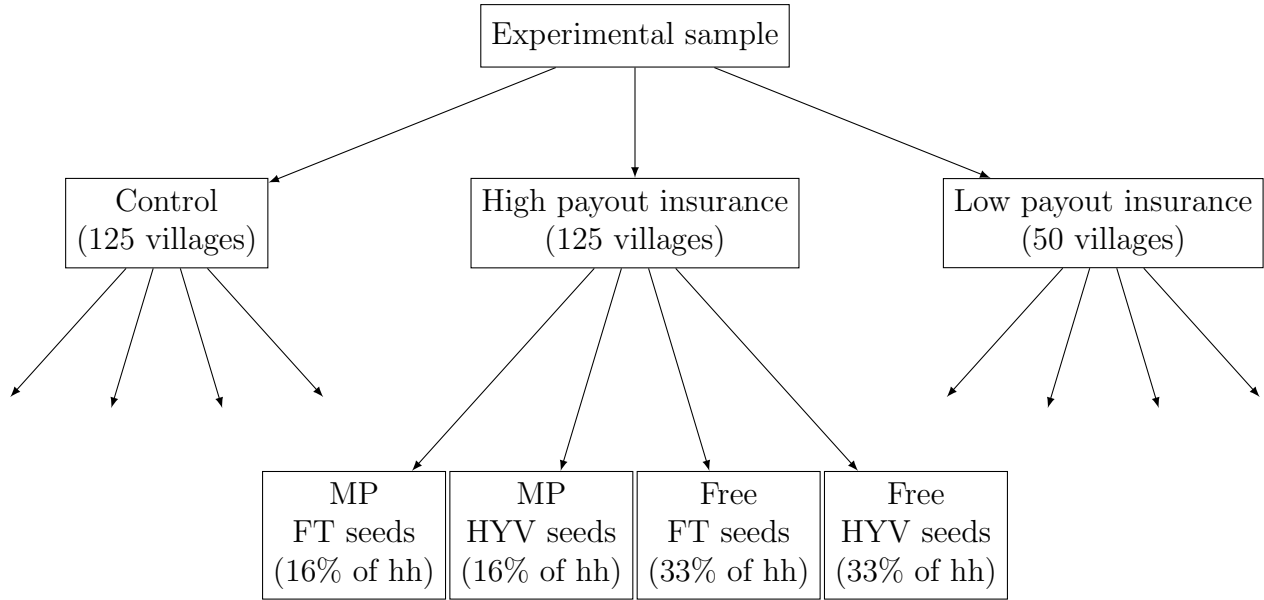 Experimental sample
Control
(125 villages)
High payout insurance
(125 villages)
Low payout insurance
(50 villages)
MP
FT seeds
(16% of hh)
MP
HYV seeds
(16% of hh)
Free
FT seeds
(33% of hh)
Free
HYV seeds
(33% of hh)